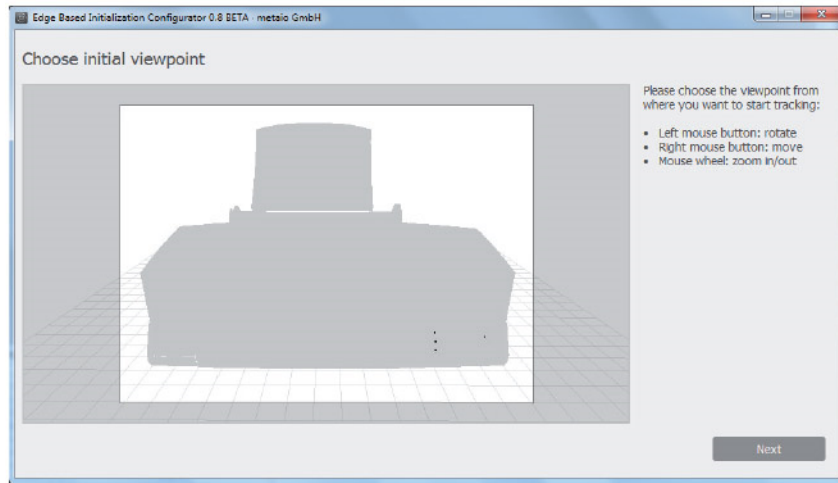 Edge Based Initialization Configurator 0.8 BETA - metaio GmbH
Choose initial viewpoint
Please choose the viewpoint from
where you want to start tracking:
• Left mouse button: rotate
• Right mouse button: move
• Mouse wheel: zoom in/out
Next